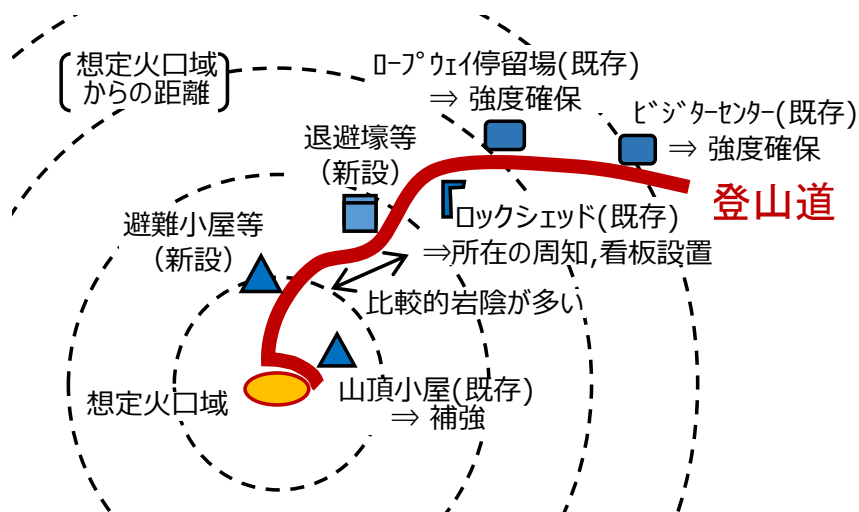 想定火口域
からの距離
ﾛｰﾌﾟｳｪｲ停留場(既存)
⇒ 強度確保
ﾋﾞｼﾞﾀｰｾﾝﾀｰ(既存)
⇒ 強度確保
退避壕等
（新設）
登山道
避難小屋等
（新設）
ﾛｯｸｼｪｯﾄﾞ(既存)
⇒所在の周知,看板設置
比較的岩陰が多い
想定火口域
山頂小屋(既存)
⇒ 補強